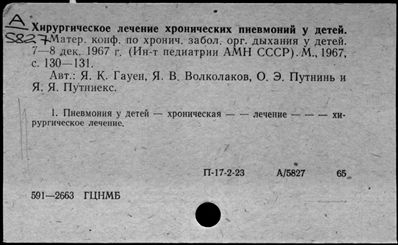 А
5827
Хирургическое лечение хронических пневмоний у детей.
Матер. конф. по хронич. забол. орг. дыхания у детей.
7—8 дек. 1967 г. (Ин-т педиатрии АМН СССР). М., 1967,
с. 130—131.
Авт.: Я. К. Гауен, Я. В. Волколаков, О. Э. Путнинь и
Я. Я. Путниекс.
1. Пневмония у детей — хроническая — — лечение — — — хи-
рургическое лечение.
П-17-2-23 А/5827 65
591—2663 ГЦНМБ